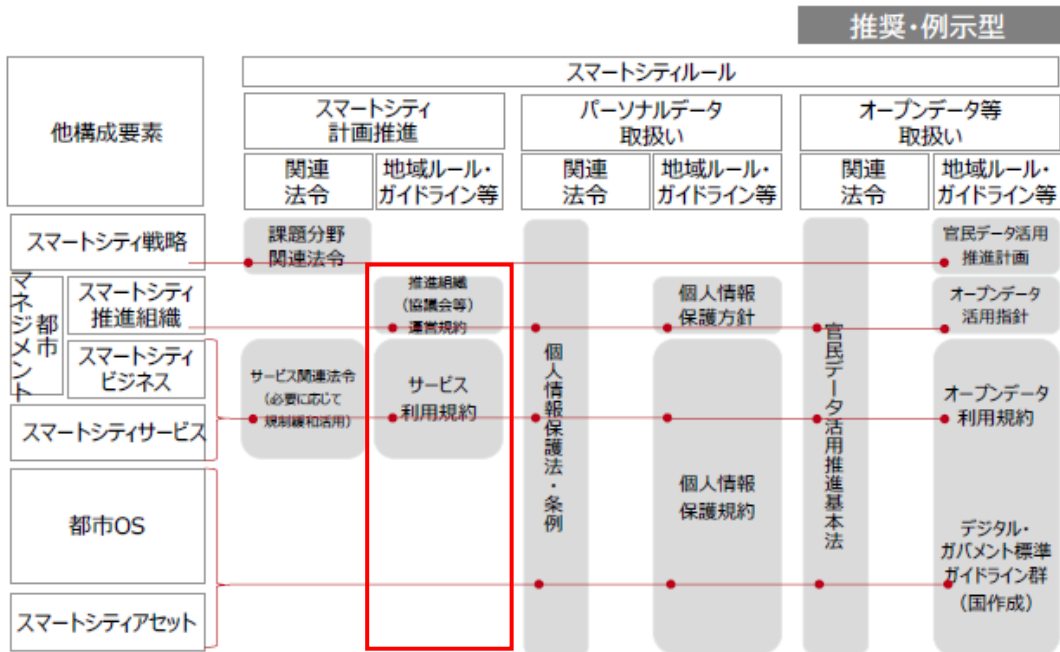 推奨・例示型
スマートシティルール
他構成要素
スマートシティ
計画推進
パーソナルデータ
取扱い
オープンデータ等
取扱い
関連
法令
地域ルール・
ガイドライン等
関連
法令
地域ルール・
ガイドライン等
関連
法令
地域ルール・
ガイドライン等
スマートシティ戦略
課題分野
関連法令
官民データ活用
推進計画
都市
マネジメント
スマートシティ
推進組織
推進組織
（協議会等）
運営規約
個人情報
保護方針
オープンデータ
活用指針
スマートシティ
ビジネス
スマートシティサービス
サービス関連法令
（必要に応じて
規制緩和活用）
サービス
利用規約
個人情報保護法・条例
官民データ活用推進基本法
オープンデータ
利用規約
都市OS
個人情報
保護規約
デジタル・
ガバメント標準
ガイドライン群
（国作成）
スマートシティアセット